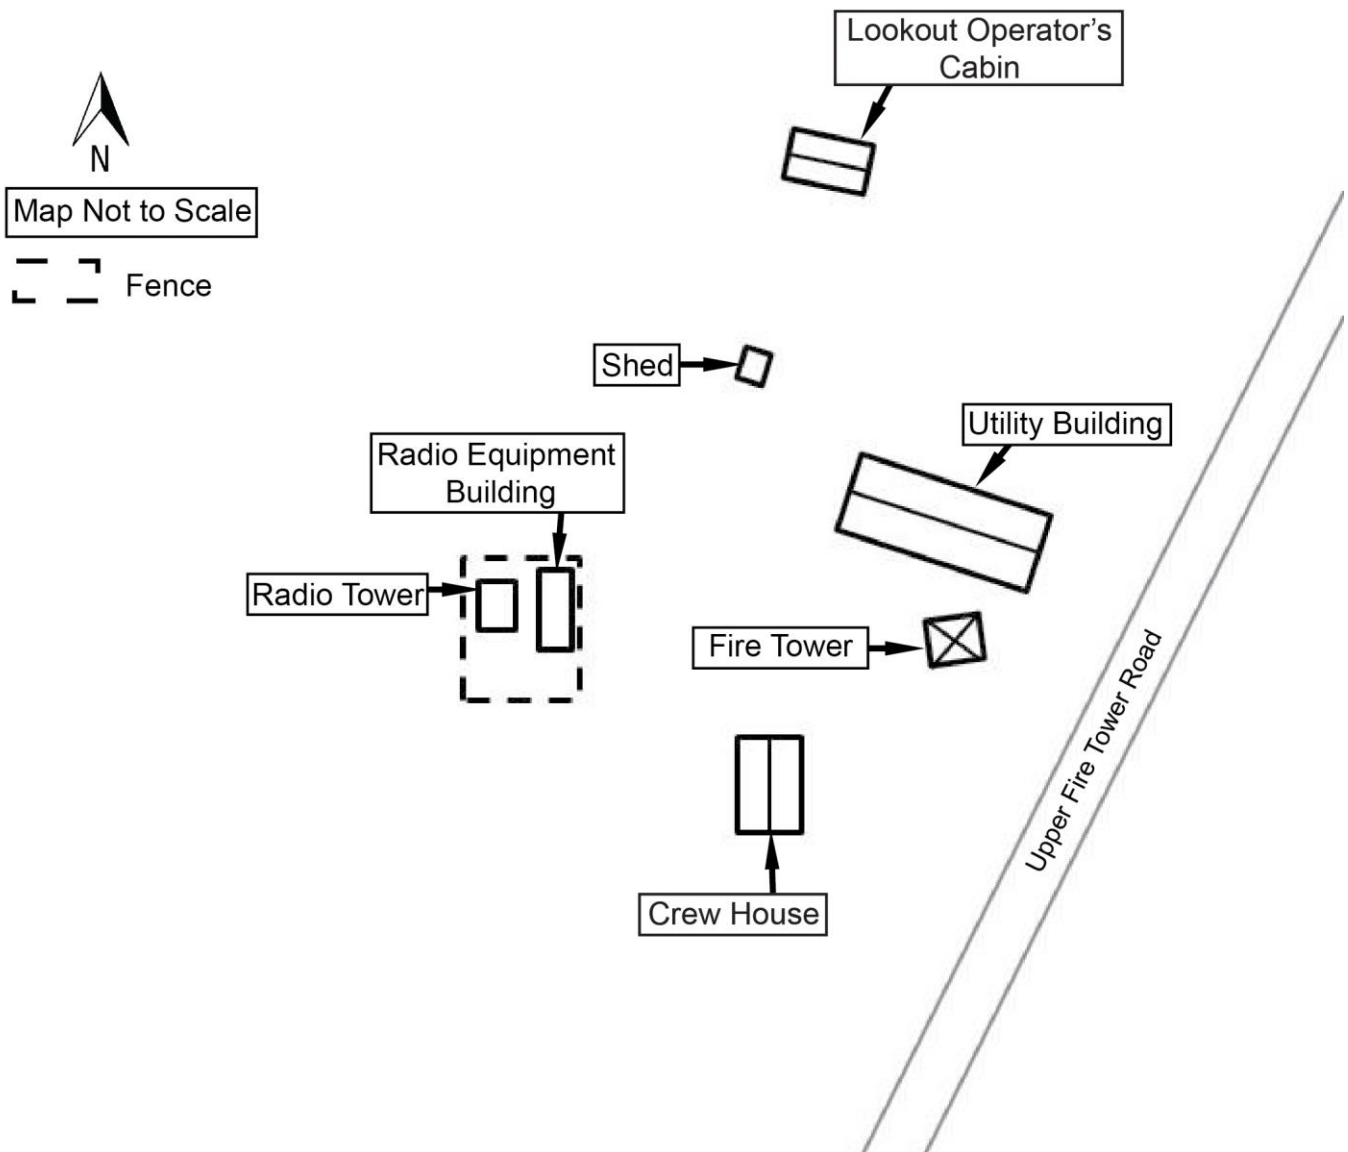 Lookout Operator’s
Cabin
N
Map Not to Scale
Fence
Shed
Utility Building
Radio Equipment
Building
Radio Tower
Fire Tower
Upper Fire Tower Road
Crew House